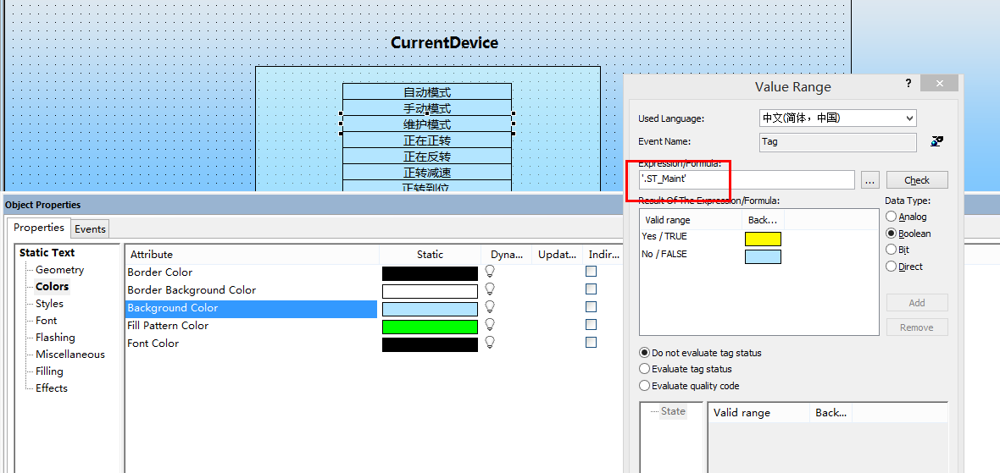 CurrentDevice
自动模式
手动模式
维护模式
正在正转
正在反转
正转减速
正转到位
Object Properties
Properties Events
Static Text
Geometry
Colors
Styles
Font
Flashing
Miscellaneous
Filling
Effects
Attribute Static Dyna... Updat... Indir...
Border Color
Border Background Color
Background Color
Fill Pattern Color
Font Color
Value Range
? ×
Used Language: 中文(简体，中国)
Event Name: Tag
Expression/Formula:
'.ST_Maint' ... Check
Result Of The Expression/Formula: Data Type:
Valid range Back...
Yes / TRUE
No / FALSE
Analog
Boolean
Bit
Direct
Add
Remove
Do not evaluate tag status
Evaluate tag status
Evaluate quality code
State
Valid range Back...